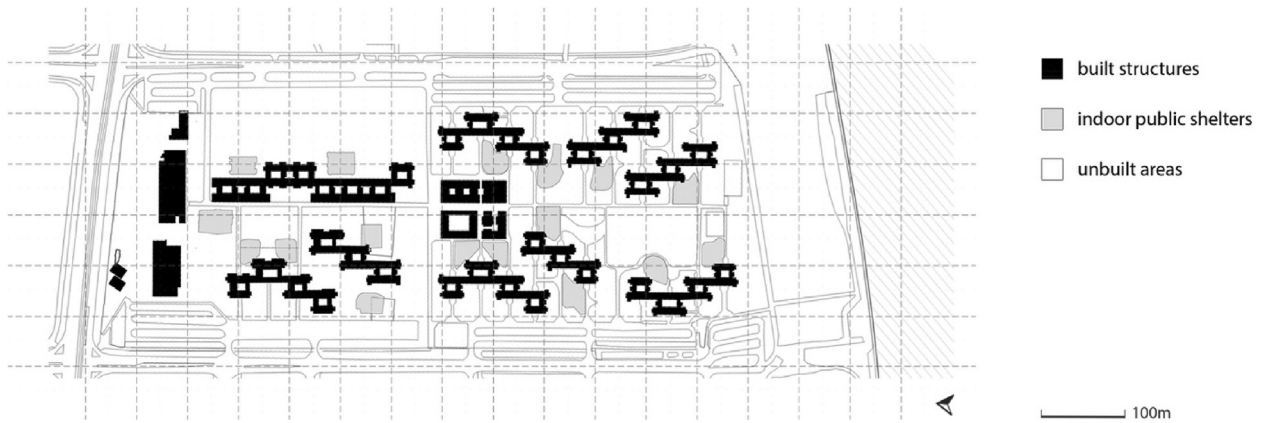 built structures
indoor public shelters
unbuilt areas
100m